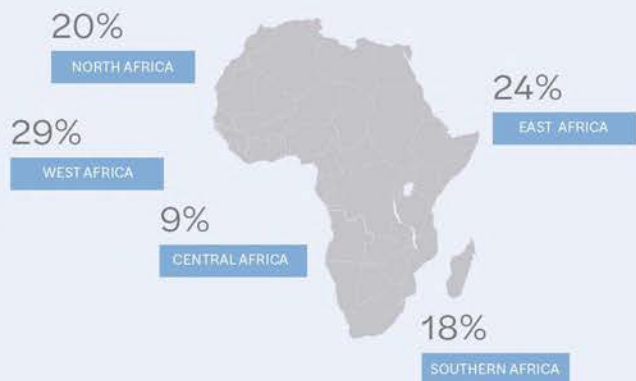 20%
NORTH AFRICA
24%
EAST AFRICA
29%
WEST AFRICA
9%
CENTRAL AFRICA
18%
SOUTHERN AFRICA